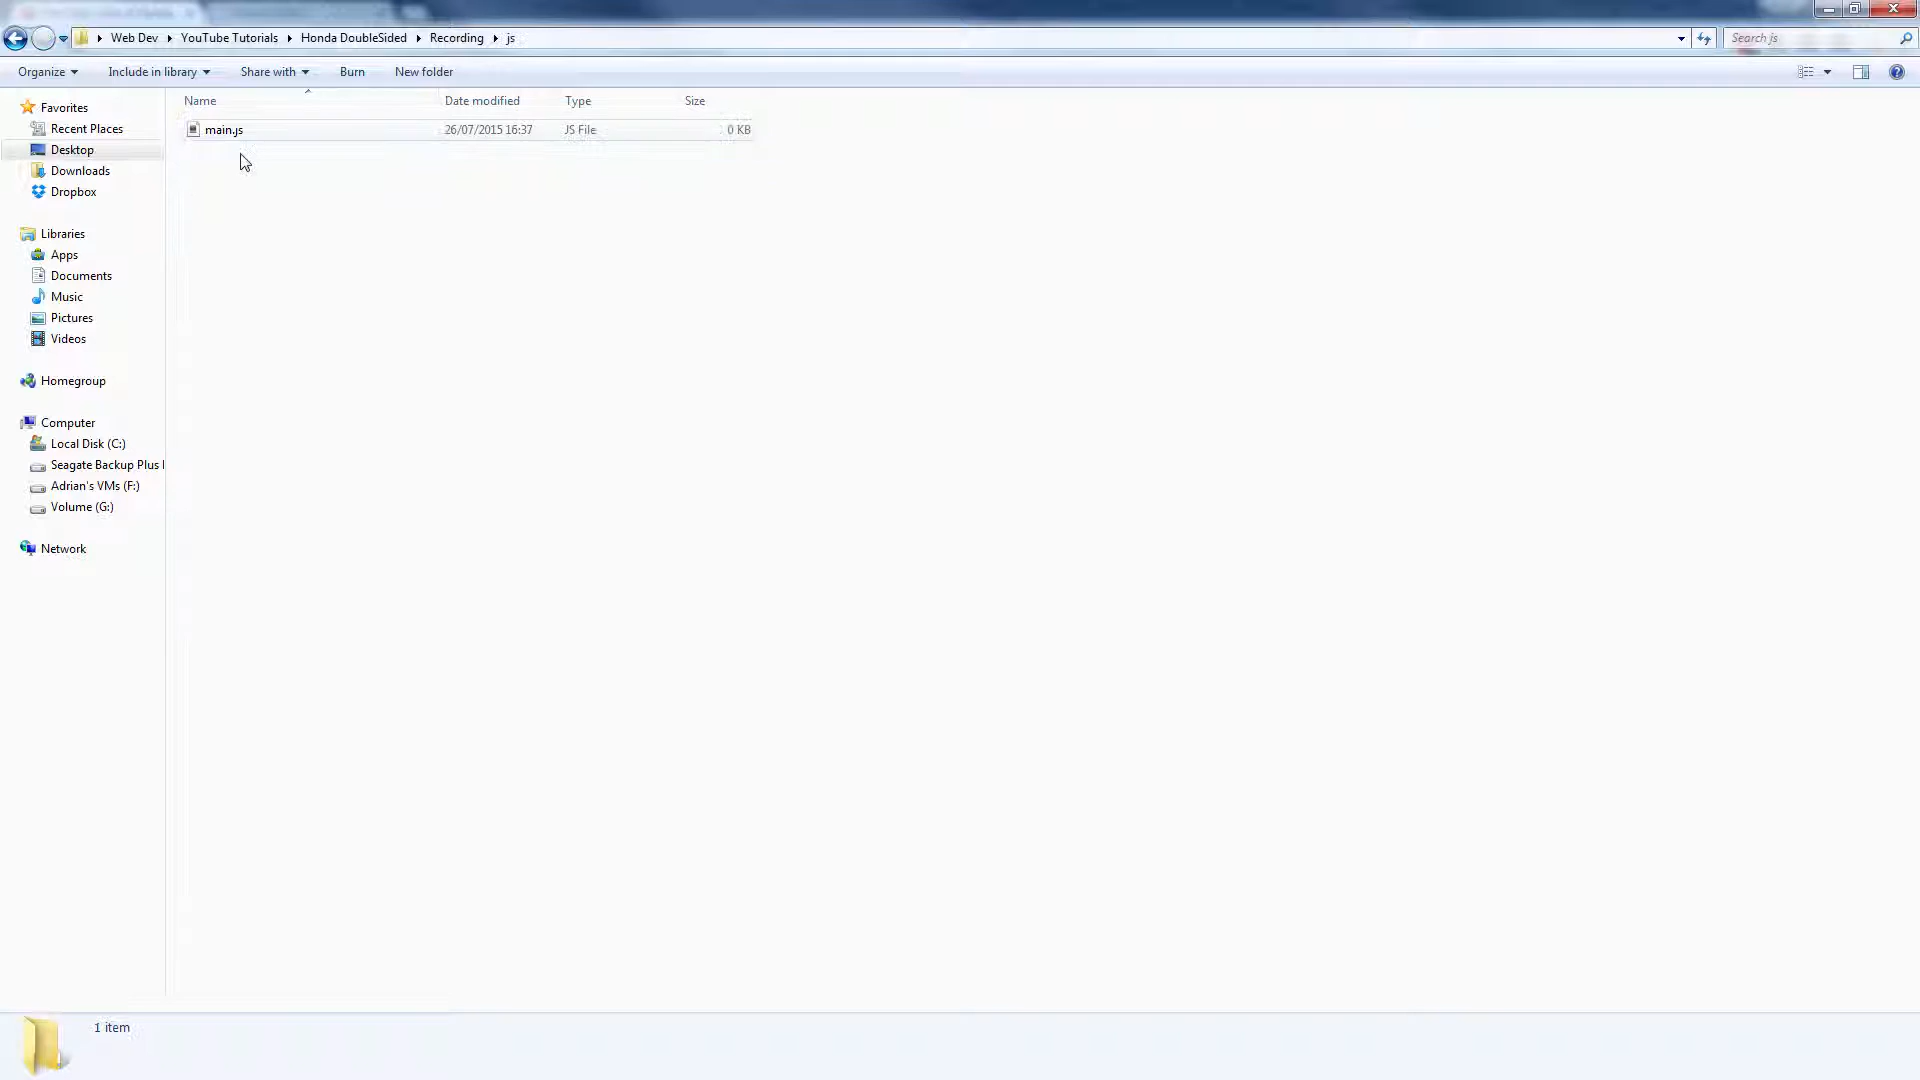 Web Dev YouTube Tutorials Honda DoubleSided Recording js Search js
Organize Include in library Share with Burn New folder
Name Date modified Type Size
main.js 26/07/2015 16:37 JS File 0 KB
Favorites
Recent Places
Desktop
Downloads
Dropbox
Libraries
Apps
Documents
Music
Pictures
Videos
Homegroup
Computer
Local Disk (C:)
Seagate Backup Plus
Adrian's VMs (F:)
Volume (G:)
Network
1 item